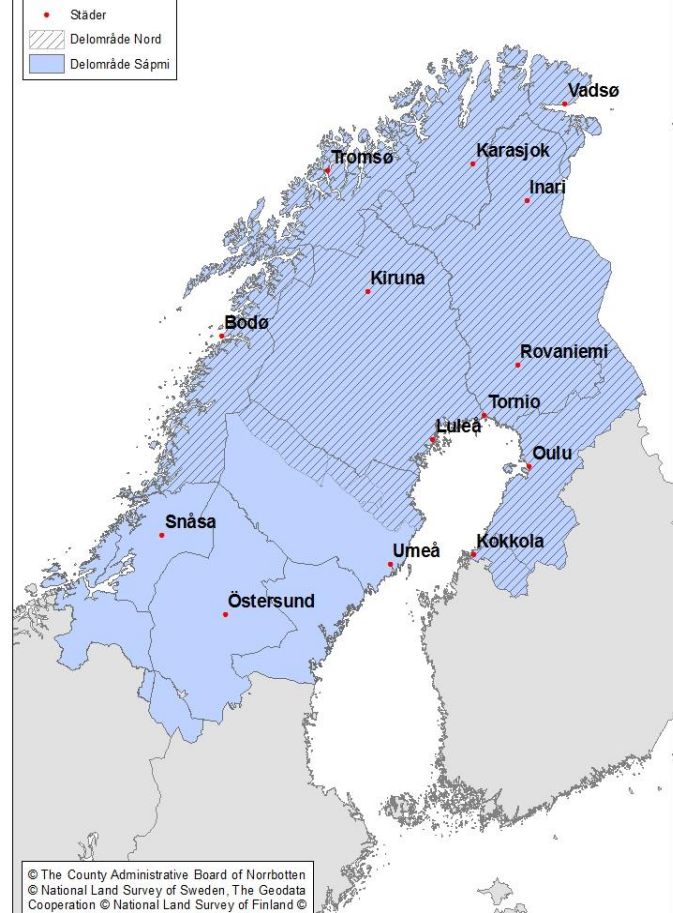 Städer
Delområde Nord
Delområde Sápmi
Vadsø
Tromsø
Karasjok
Inari
Kiruna
Bodø
Rovaniemi
Tornio
Luleå
Oulu
Snåsa
Kokkola
Umeå
Östersund
© The County Administrative Board of Norrbotten
© National Land Survey of Sweden, The Geodata
Cooperation © National Land Survey of Finland ©